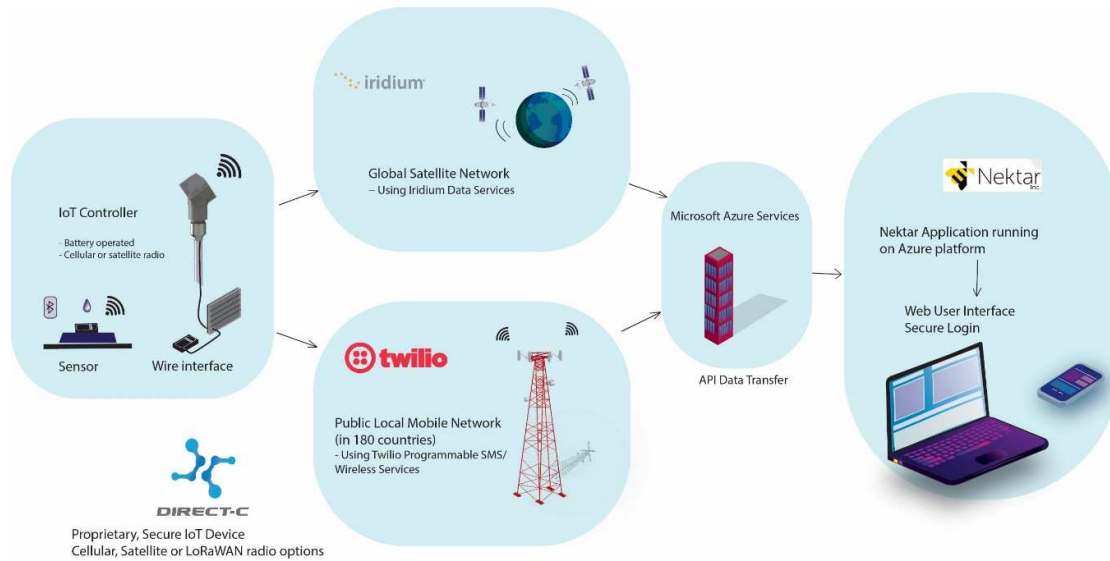 IoT Controller
- Battery operated
- Cellular or satellite radio
Sensor
Wire interface
DIRECT-C
Proprietary, Secure IoT Device
Cellular, Satellite or LoRaWAN radio options
iridium
Global Satellite Network
– Using Iridium Data Services
twilio
Public Local Mobile Network
(in 180 countries)
- Using Twilio Programmable SMS/
Wireless Services
Microsoft Azure Services
API Data Transfer
Nektar
Inc.
Nektar Application running
on Azure platform
Web User Interface
Secure Login